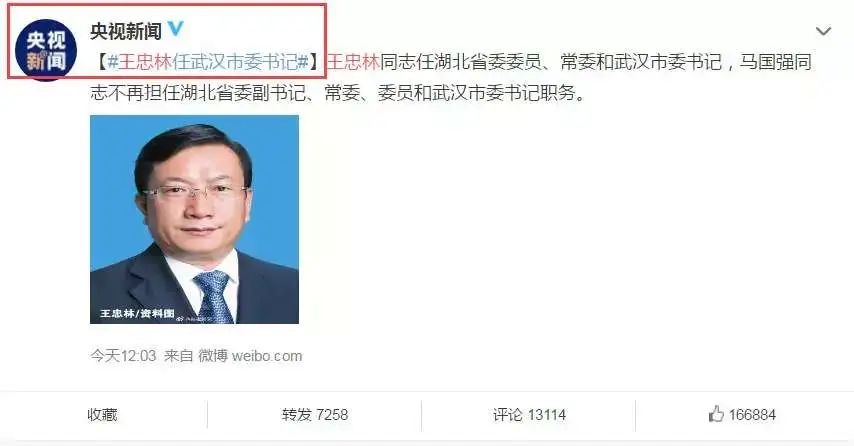 央视新闻
央视
新闻
【#王忠林任武汉市委书记#】王忠林同志任湖北省委委员、常委和武汉市委书记，马国强同
志不再担任湖北省委副书记、常委、委员和武汉市委书记职务。
王忠林/资料图
今天12:03 来自 微博 weibo.com
收藏 转发 7258 评论 13114 166884